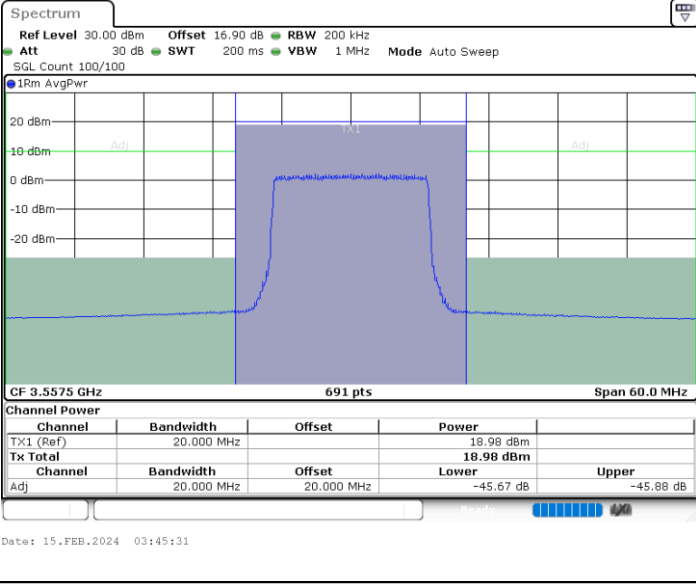 Spectrum
Ref Level 30.00 dBm Offset 16.90 dB RBW 200 kHz
Att 30 dB SWT 200 ms VBW 1 MHz Mode Auto Sweep
SGL Count 100/100
1Rm AvgPwr
TX1
20 dBm
Adj Adj
10 dBm
0 dBm
-10 dBm
-20 dBm
CF 3.5575 GHz 691 pts Span 60.0 MHz
Channel Power
Channel Bandwidth Offset Power
TX1 (Ref) 20.000 MHz 18.98 dBm
Tx Total 18.98 dBm
Channel Bandwidth Offset Lower Upper
Adj 20.000 MHz 20.000 MHz -45.67 dB -45.88 dB
Ready
Date: 15.FEB.2024 03:45:31